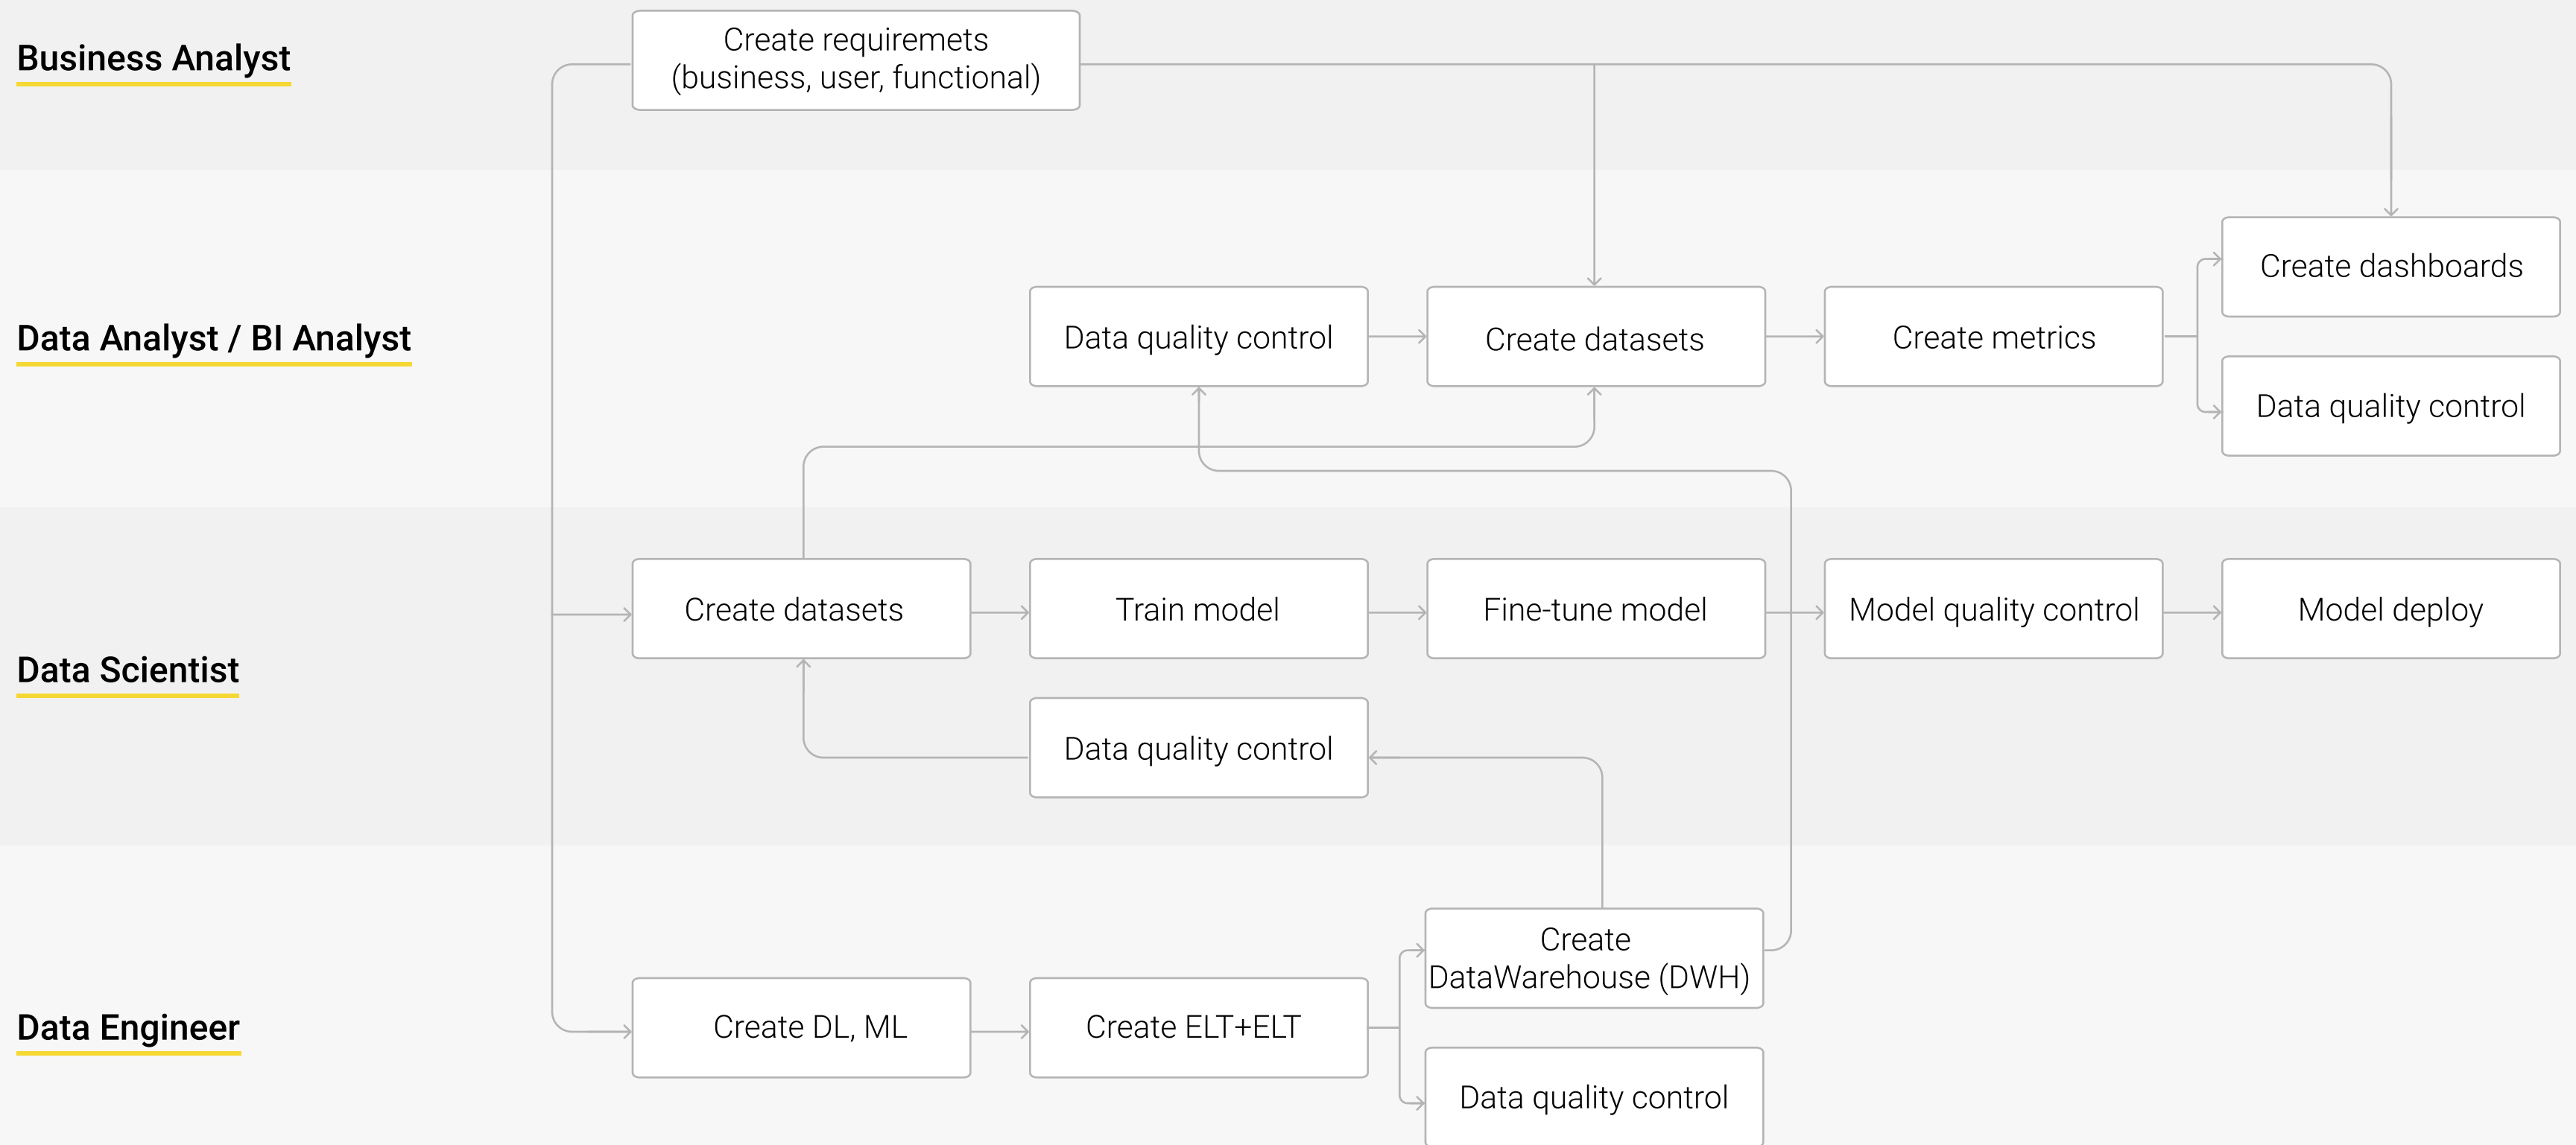 Business Analyst
Create requiremets
(business, user, functional)
Data Analyst / BI Analyst
Data quality control
Create datasets
Create metrics
Create dashboards
Data quality control
Data Scientist
Create datasets
Train model
Fine-tune model
Model quality control
Model deploy
Data quality control
Data Engineer
Create DL, ML
Create ELT+ELT
Create
DataWarehouse (DWH)
Data quality control